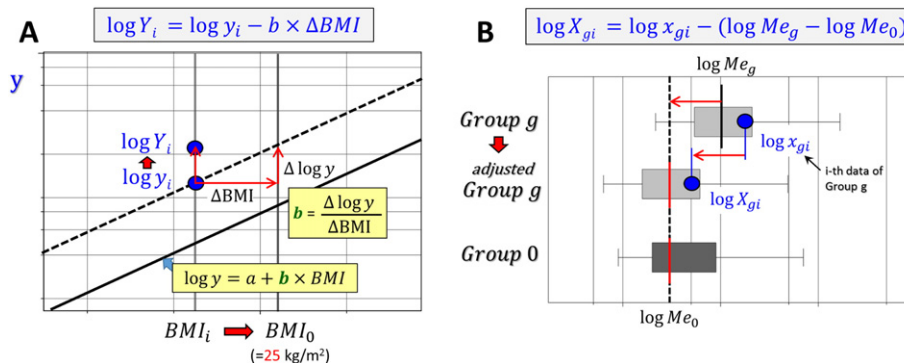 A
log Y_i = log y_i − b × ΔBMI
y
log Y_i
log y_i
ΔBMI
Δ log y
b = Δ log y / ΔBMI
log y = a + b × BMI
BMI_i BMI_0
(=25 kg/m²)
B
log X_gi = log x_gi − (log Me_g − log Me_0)
log Me_g
Group g
log x_gi
i-th data of
Group g
adjusted
Group g
log X_gi
Group 0
log Me_0